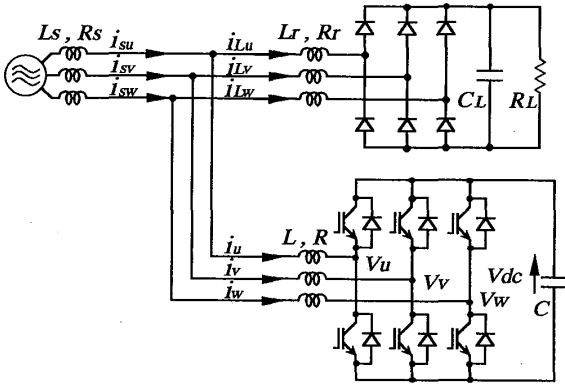 Ls , Rs
isu
isv
isw
iLu
iLv
iLw
Lr , Rr
CL
RL
iu
iv
iw
L , R
Vu
Vv
Vw
Vdc
C